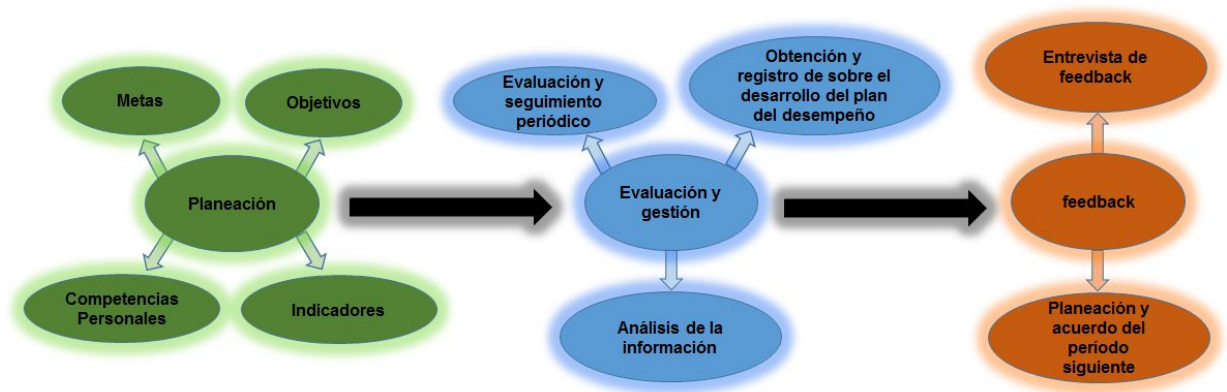 Metas
Objetivos
Planeación
Competencias
Personales
Indicadores
Evaluación y
seguimiento
periódico
Obtención y
registro de sobre el
desarrollo del plan
del desempeño
Evaluación y
gestión
Análisis de la
información
Entrevista de
feedback
feedback
Planeación y
acuerdo del
período
siguiente